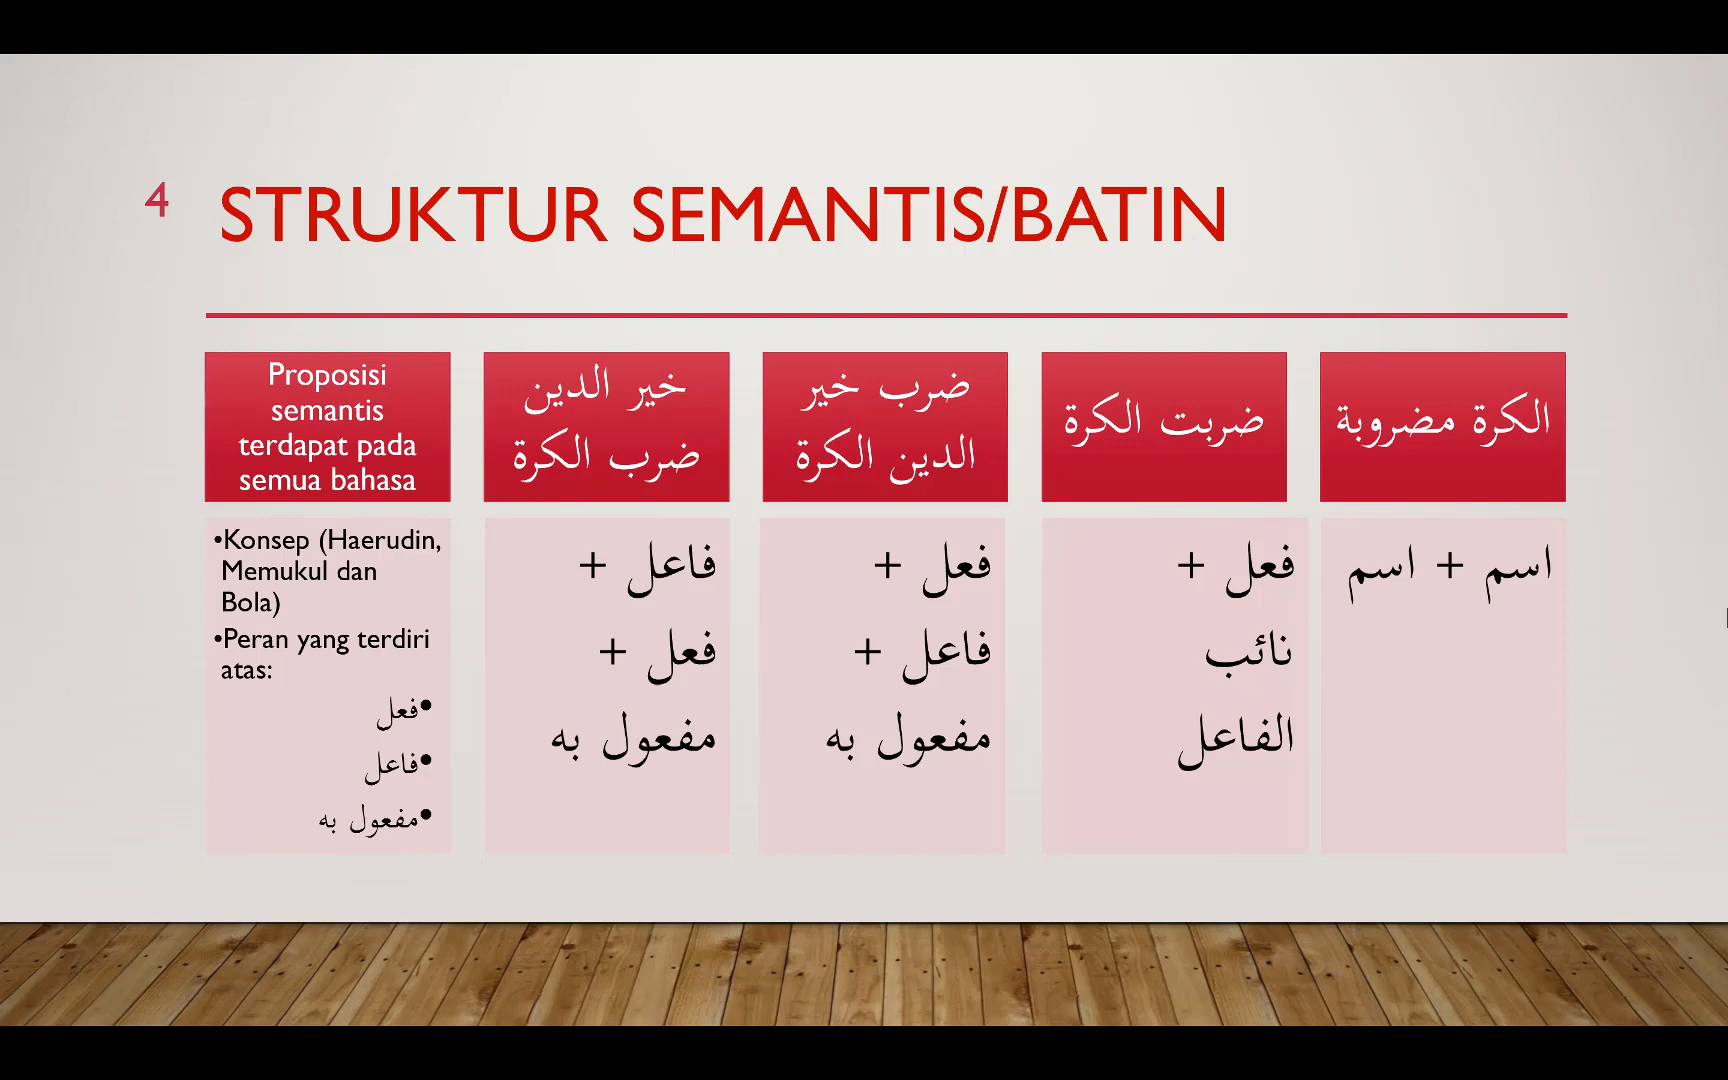 4
STRUKTUR SEMANTIS/BATIN
Proposisi
semantis
terdapat pada
semua bahasa
•Konsep (Haerudin,
Memukul dan
Bola)
•Peran yang terdiri
atas:
•فعل
•فاعل
•مفعول به
خير الدين
ضرب الكرة
فاعل +
فعل +
مفعول به
ضرب خير
الدين الكرة
فعل +
فاعل +
مفعول به
ضربت الكرة
فعل +
نائب
الفاعل
الكرة مضروبة
اسم + اسم